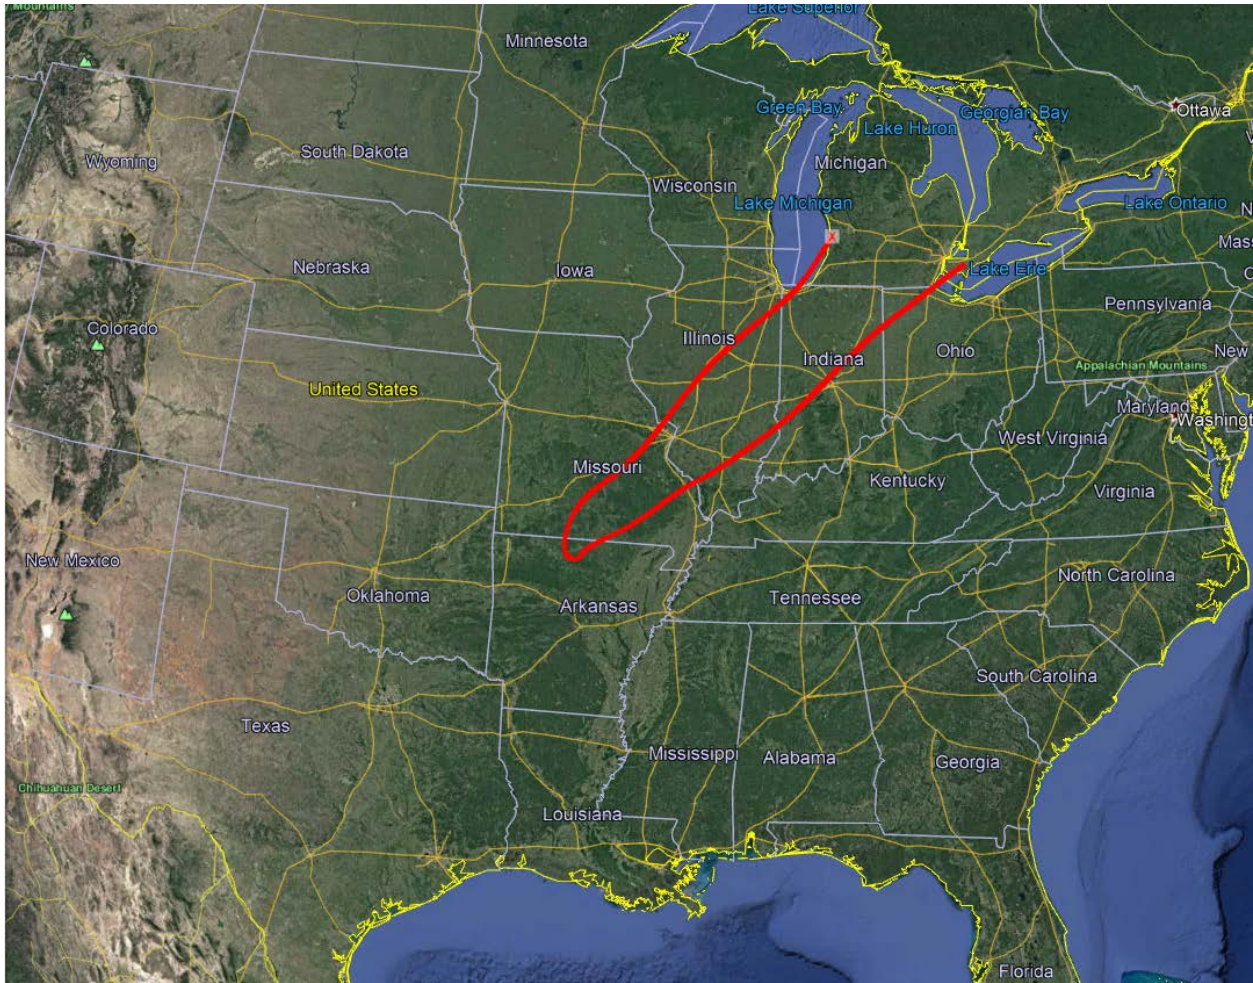 Mountains
Lake Superior
Minnesota
Green Bay
Georgian Bay
Ottawa
Lake Huron
Wyoming
South Dakota
Michigan
Wisconsin
Lake Michigan
Lake Ontario
N
X
Mass
Nebraska
Iowa
Lake Erie
Pennsylvania
Colorado
Illinois
Indiana
Ohio
New
Appalachian Mountains
United States
Maryland
Washingt
West Virginia
Missouri
Kentucky
Virginia
New Mexico
North Carolina
Oklahoma
Arkansas
Tennessee
South Carolina
Texas
Mississippi
Alabama
Georgia
Chihuahuan Desert
Louisiana
Florida